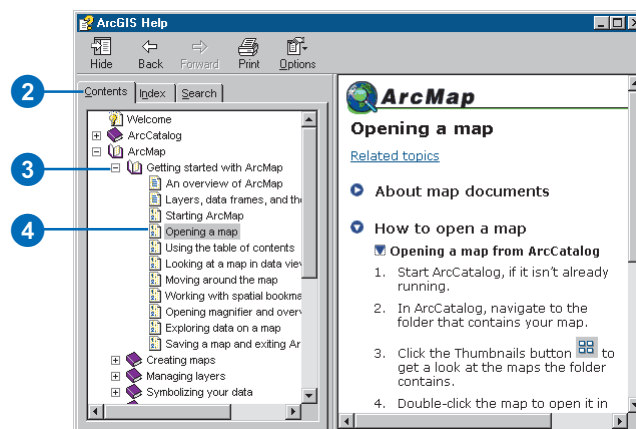 ArcGIS Help
Hide Back Forward Print Options
2
Contents Index Search
Welcome
ArcCatalog
ArcMap
3
Getting started with ArcMap
An overview of ArcMap
Layers, data frames, and the
Starting ArcMap
4
Opening a map
Using the table of contents
Looking at a map in data view
Moving around the map
Working with spatial bookma
Opening magnifier and overv
Exploring data on a map
Saving a map and exiting Ar
Creating maps
Managing layers
Symbolizing your data
ArcMap
Opening a map
Related topics
About map documents
How to open a map
Opening a map from ArcCatalog
1. Start ArcCatalog, if it isn't already
running.
2. In ArcCatalog, navigate to the
folder that contains your map.
3. Click the Thumbnails button to
get a look at the maps the folder
contains.
4. Double-click the map to open it in